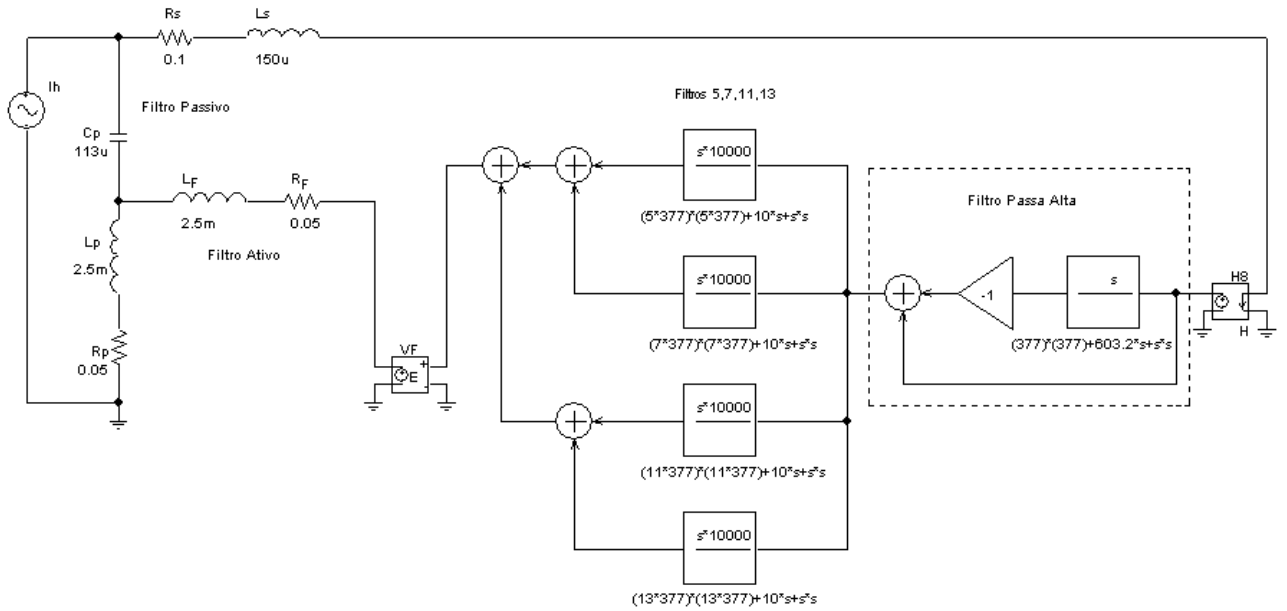 Rs
Ls
0.1
150u
Ih
Filtro Passivo
Filtros 5,7,11,13
Cp
113u
s*10000
(5*377)*(5*377)+10*s+s*s
LF
RF
2.5m
0.05
Filtro Ativo
Lp
2.5m
Rp
0.05
VF
E
+
-
s*10000
(7*377)*(7*377)+10*s+s*s
Filtro Passa Alta
-1
s
(377)*(377)+603.2*s+s*s
H8
H
s*10000
(11*377)*(11*377)+10*s+s*s
s*10000
(13*377)*(13*377)+10*s+s*s